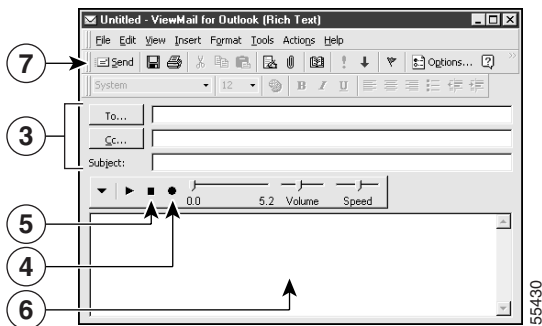 Untitled - ViewMail for Outlook (Rich Text)
File Edit View Insert Format Tools Actions Help
7
Send Options...
System 12 B I U
3
To...
Cc...
Subject:
0.0 5.2 Volume Speed
5
4
6
55430